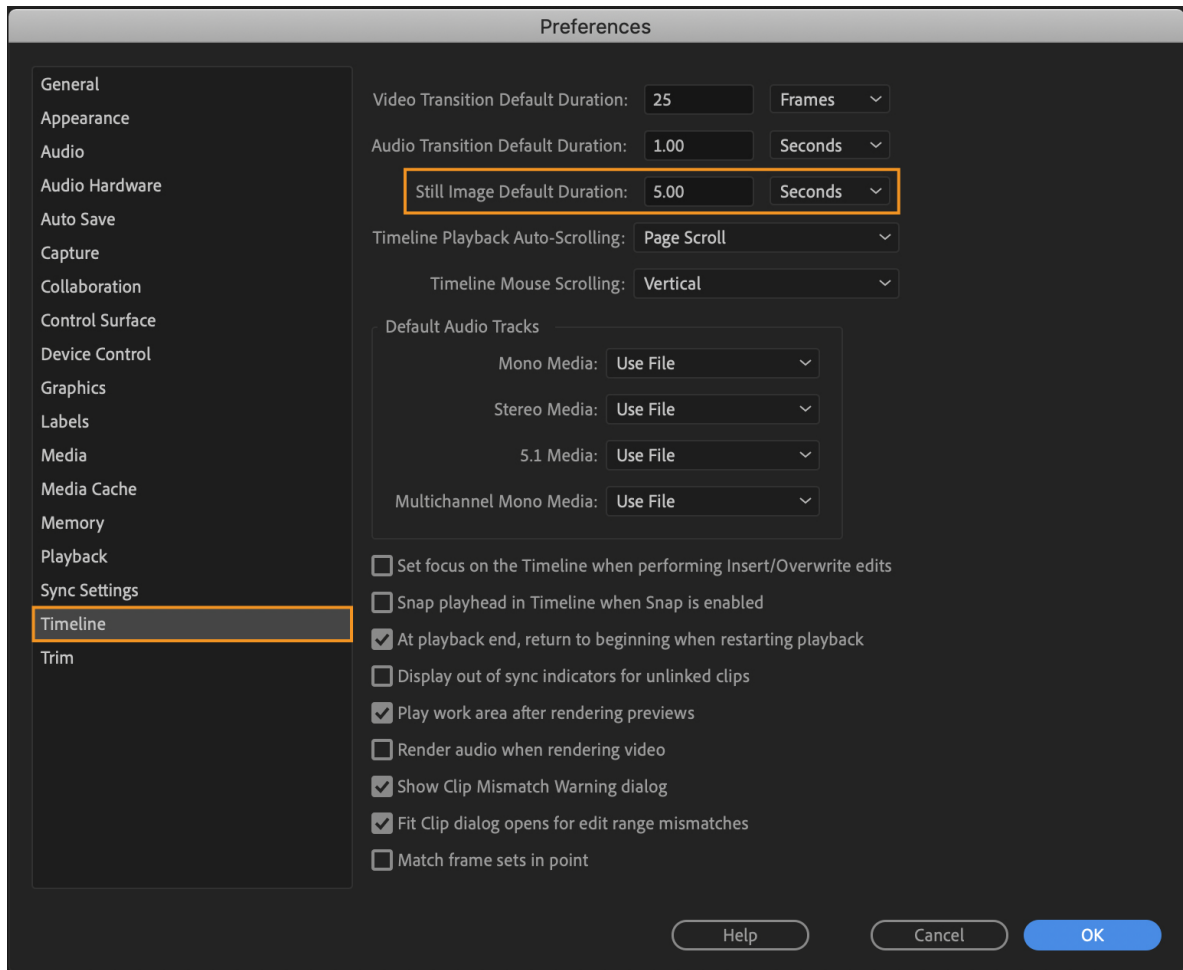 Preferences
General
Appearance
Audio
Audio Hardware
Auto Save
Capture
Collaboration
Control Surface
Device Control
Graphics
Labels
Media
Media Cache
Memory
Playback
Sync Settings
Timeline
Trim
Video Transition Default Duration: 25 Frames
Audio Transition Default Duration: 1.00 Seconds
Still Image Default Duration: 5.00 Seconds
Timeline Playback Auto-Scrolling: Page Scroll
Timeline Mouse Scrolling: Vertical
Default Audio Tracks
Mono Media: Use File
Stereo Media: Use File
5.1 Media: Use File
Multichannel Mono Media: Use File
Set focus on the Timeline when performing Insert/Overwrite edits
Snap playhead in Timeline when Snap is enabled
At playback end, return to beginning when restarting playback
Display out of sync indicators for unlinked clips
Play work area after rendering previews
Render audio when rendering video
Show Clip Mismatch Warning dialog
Fit Clip dialog opens for edit range mismatches
Match frame sets in point
Help Cancel OK